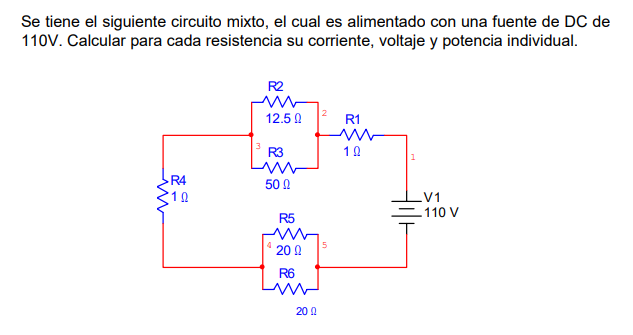 Se tiene el siguiente circuito mixto, el cual es alimentado con una fuente de DC de
110V. Calcular para cada resistencia su corriente, voltaje y potencia individual.
R2
12.5 Ω
2
R1
1 Ω
3
R3
50 Ω
1
R4
1 Ω
V1
110 V
R5
20 Ω
4
5
R6
20 Ω